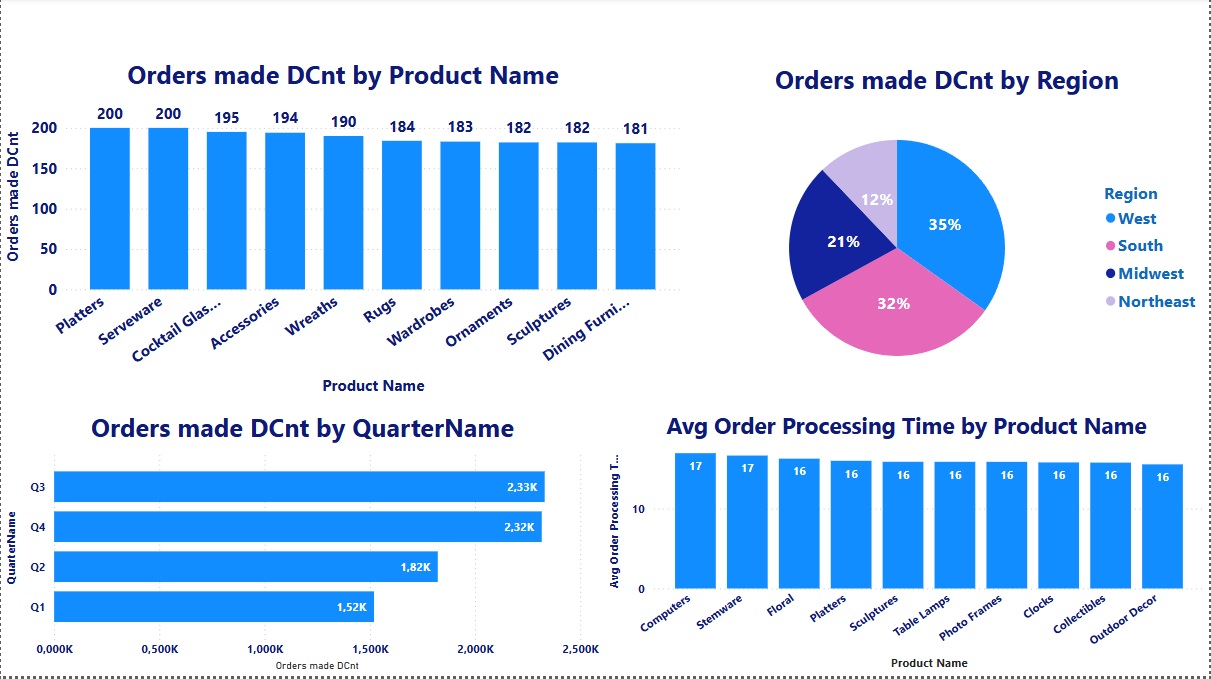 Orders made DCnt by Product Name
Orders made DCnt
200
150
100
50
0
200 200 195 194 190 184 183 182 182 181
Platters Serveware Cocktail Glas... Accessories Wreaths Rugs Wardrobes Ornaments Sculptures Dining Furni...
Product Name
Orders made DCnt by Region
35%
32%
21%
12%
Region
West
South
Midwest
Northeast
Orders made DCnt by QuarterName
QuarterName
Q3 2,33K
Q4 2,32K
Q2 1,82K
Q1 1,52K
0,000K 0,500K 1,000K 1,500K 2,000K 2,500K
Orders made DCnt
Avg Order Processing Time by Product Name
Avg Order Processing T...
10
0
17 17 16 16 16 16 16 16 16 16
Computers Stemware Floral Platters Sculptures Table Lamps Photo Frames Clocks Collectibles Outdoor Decor
Product Name